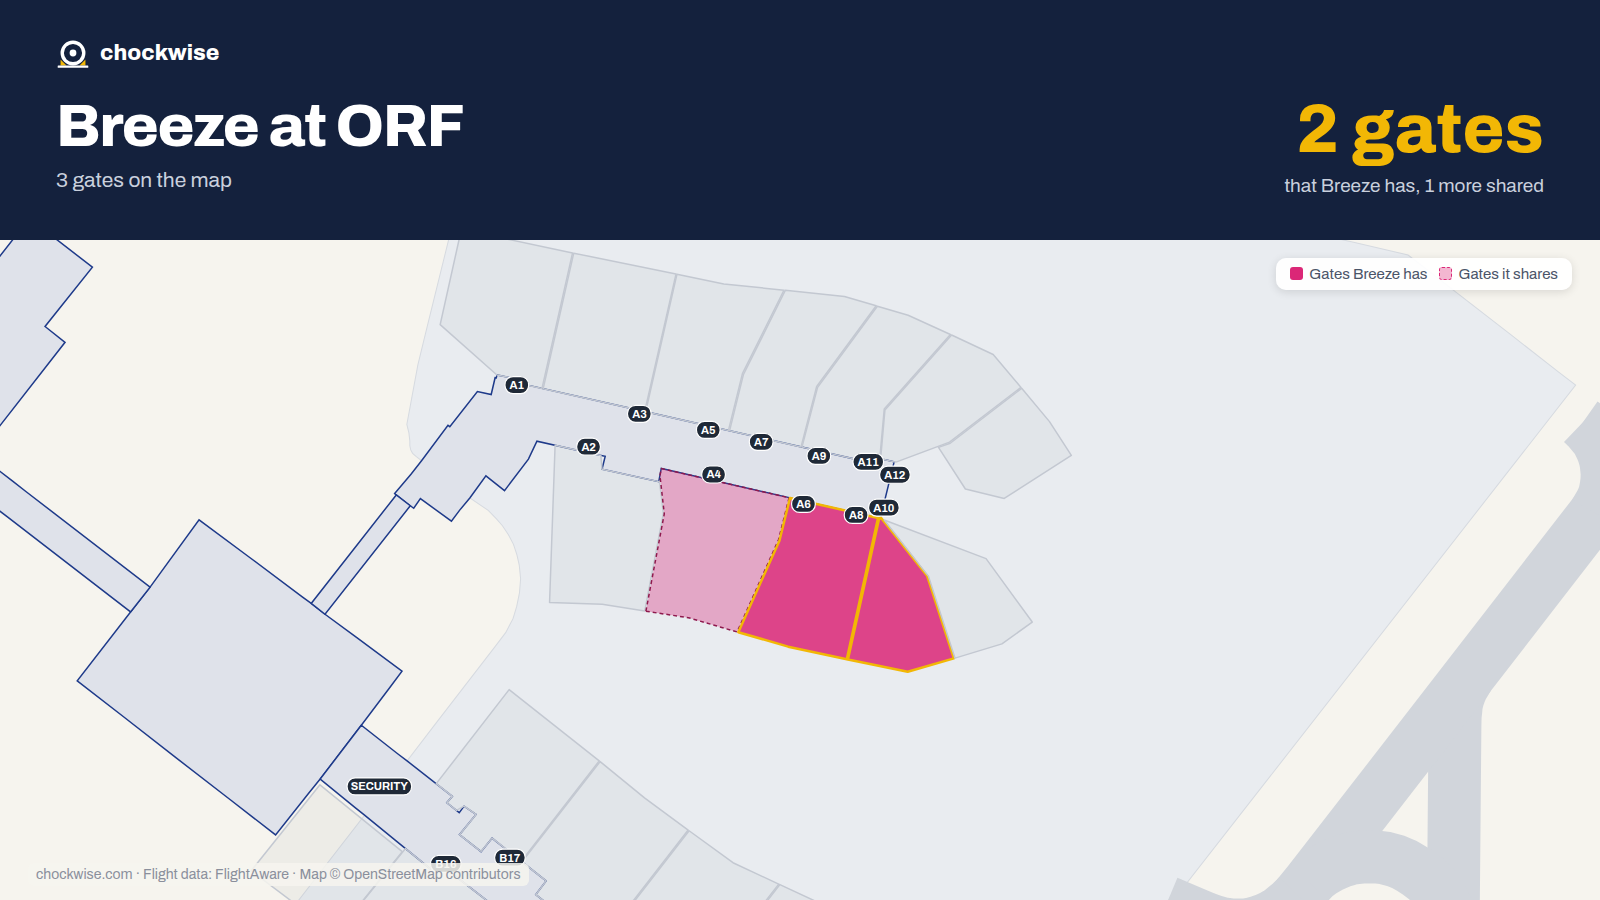 chockwise
Breeze at ORF
3 gates on the map
2 gates
that Breeze has, 1 more shared
Gates Breeze has
Gates it shares
A1
A3
A2
A5
A7
A4
A9
A11
A12
A6
A8
A10
SECURITY
B17
chockwise.com · Flight data: FlightAware · Map © OpenStreetMap contributors